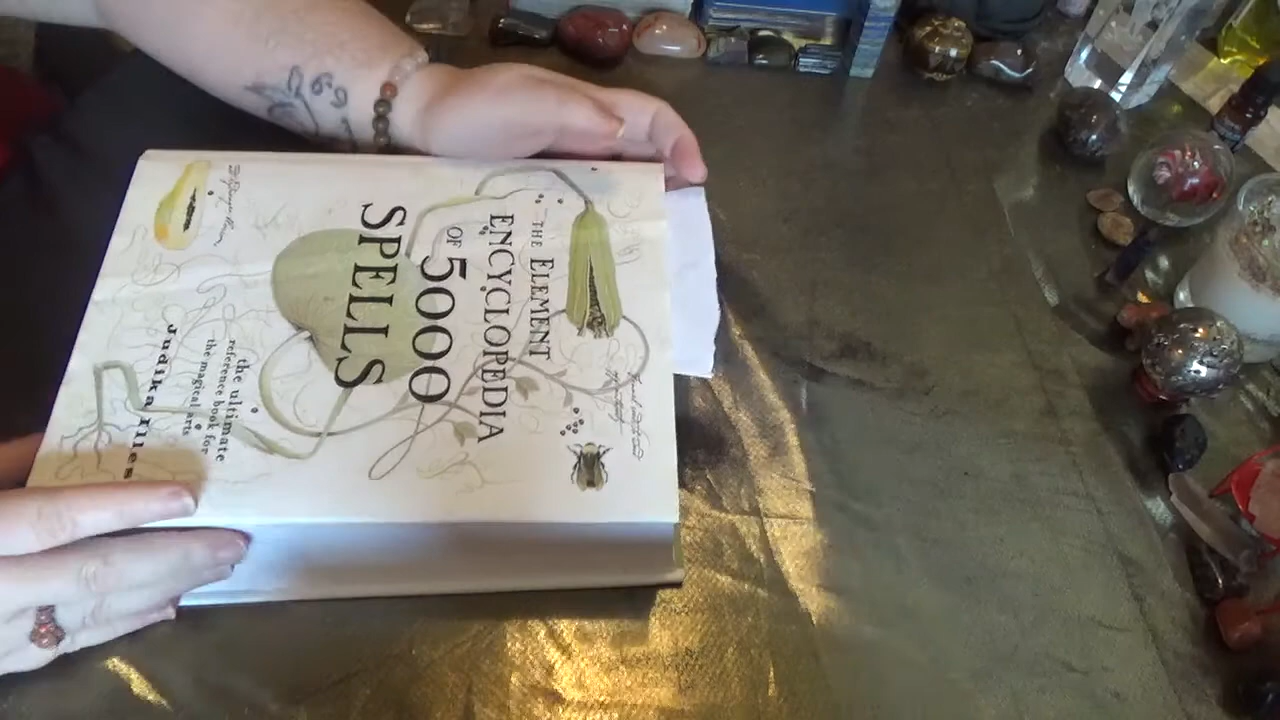 THE ELEMENT
ENCYCLOPEDIA
OF 5000
SPELLS
the ultimate
reference book for
the magical arts
Judika Illes